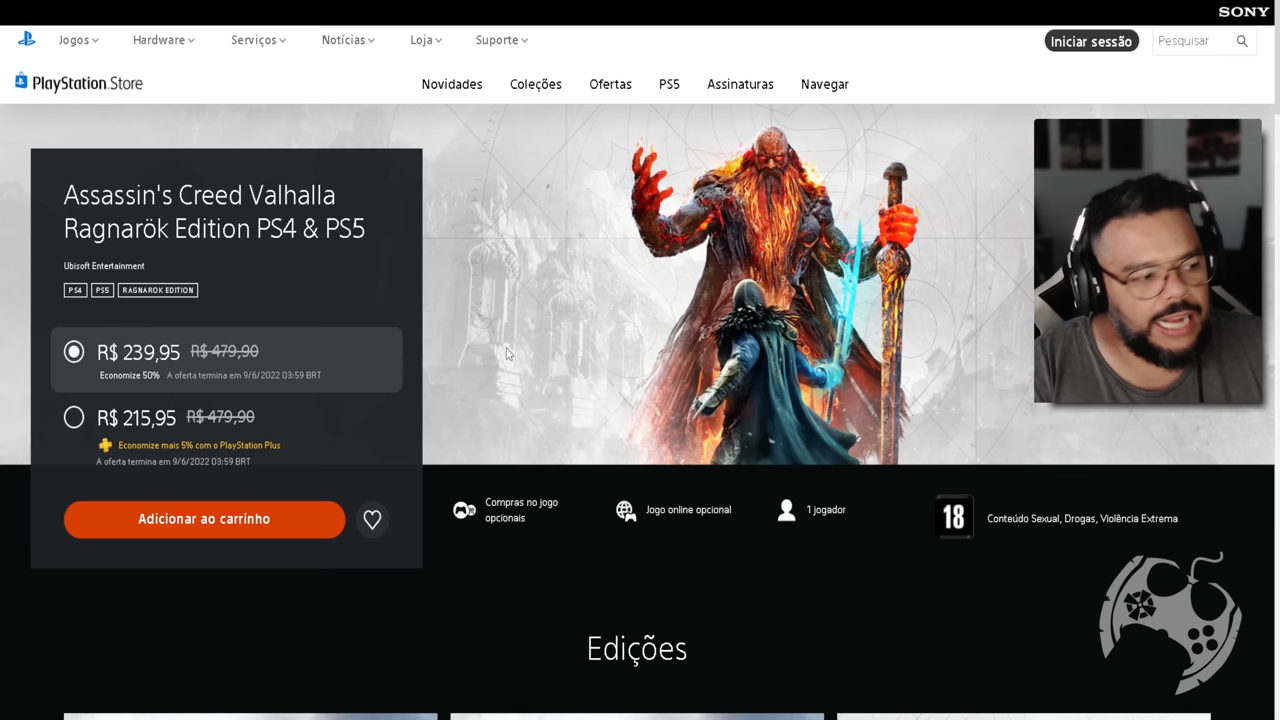 SONY
Jogos
Hardware
Serviços
Notícias
Loja
Suporte
Iniciar sessão
Pesquisar
PlayStation.Store
Novidades
Coleções
Ofertas
PS5
Assinaturas
Navegar
Assassin's Creed Valhalla
Ragnarök Edition PS4 & PS5
Ubisoft Entertainment
PS4
PS5
RAGNAROK EDITION
R$ 239,95 R$ 479,90
Economize 50% A oferta termina em 9/6/2022 03:59 BRT
R$ 215,95 R$ 479,90
Economize mais 5% com o PlayStation Plus
A oferta termina em 9/6/2022 03:59 BRT
Adicionar ao carrinho
Compras no jogo
opcionais
Jogo online opcional
1 jogador
18
Conteúdo Sexual, Drogas, Violência Extrema
Edições